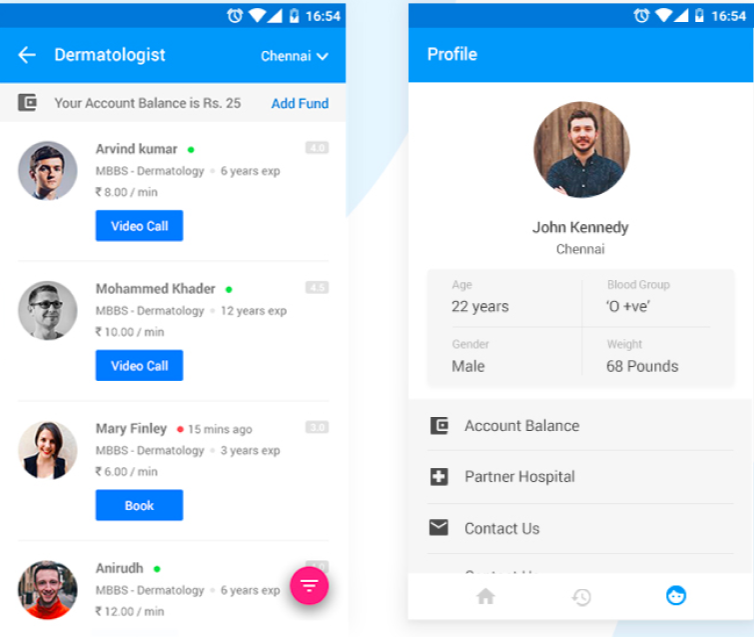 16:54
Dermatologist
Chennai
Your Account Balance is Rs. 25 Add Fund
Arvind kumar 4.0
MBBS - Dermatology 6 years exp
₹ 8.00 / min
Video Call
Mohammed Khader 4.5
MBBS - Dermatology 12 years exp
₹ 10.00 / min
Video Call
Mary Finley 15 mins ago 3.0
MBBS - Dermatology 3 years exp
₹ 6.00 / min
Book
Anirudh
MBBS - Dermatology 6 years exp
₹ 12.00 / min
16:54
Profile
John Kennedy
Chennai
Age Blood Group
22 years ‘O +ve’
Gender Weight
Male 68 Pounds
Account Balance
Partner Hospital
Contact Us